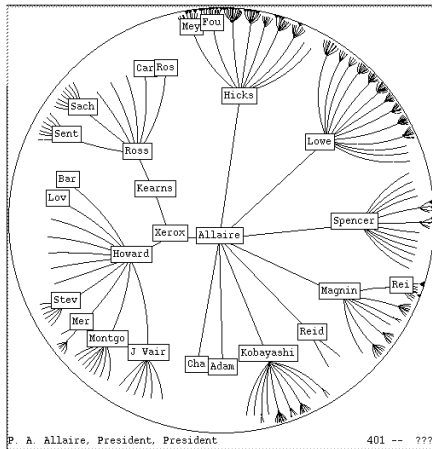 Mey
Fou
Car
Ros
Hicks
Sach
Sent
Ross
Lowe
Bar
Kearns
Lov
Xerox
Allaire
Spencer
Hovard
Rei
Magnin
Stev
Mer
Reid
Montgo
J Vair
Kobayashi
Cha
Adam
P. A. Allaire, President, President
401 -- ???